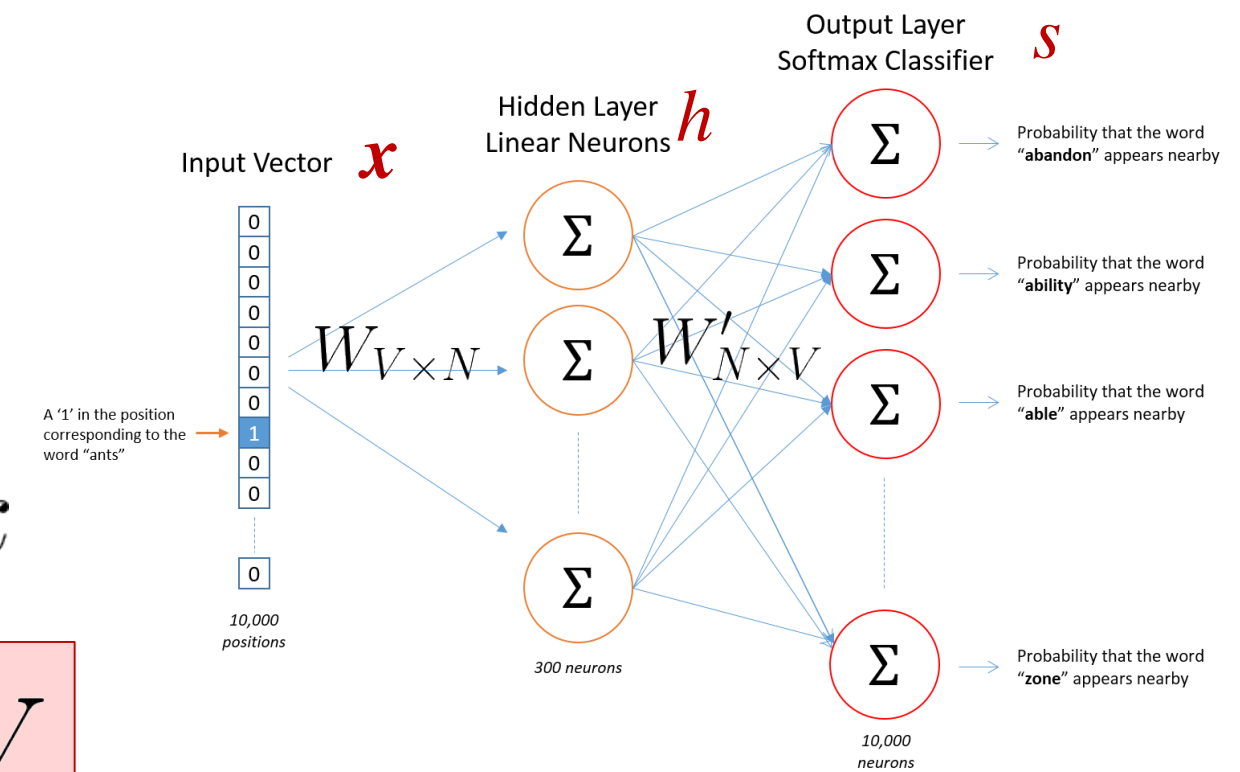 Output Layer
Softmax Classifier
s
Hidden Layer
Linear Neurons
h
Input Vector
x
0
0
0
0
0
0
0
1
0
0
0
A ‘1’ in the position
corresponding to the
word “ants”
10,000
positions
W V×N
Σ
Σ
Σ
300 neurons
W′ N×V
Σ
Σ
Σ
Σ
10,000
neurons
Probability that the word
“abandon” appears nearby
Probability that the word
“ability” appears nearby
Probability that the word
“able” appears nearby
Probability that the word
“zone” appears nearby